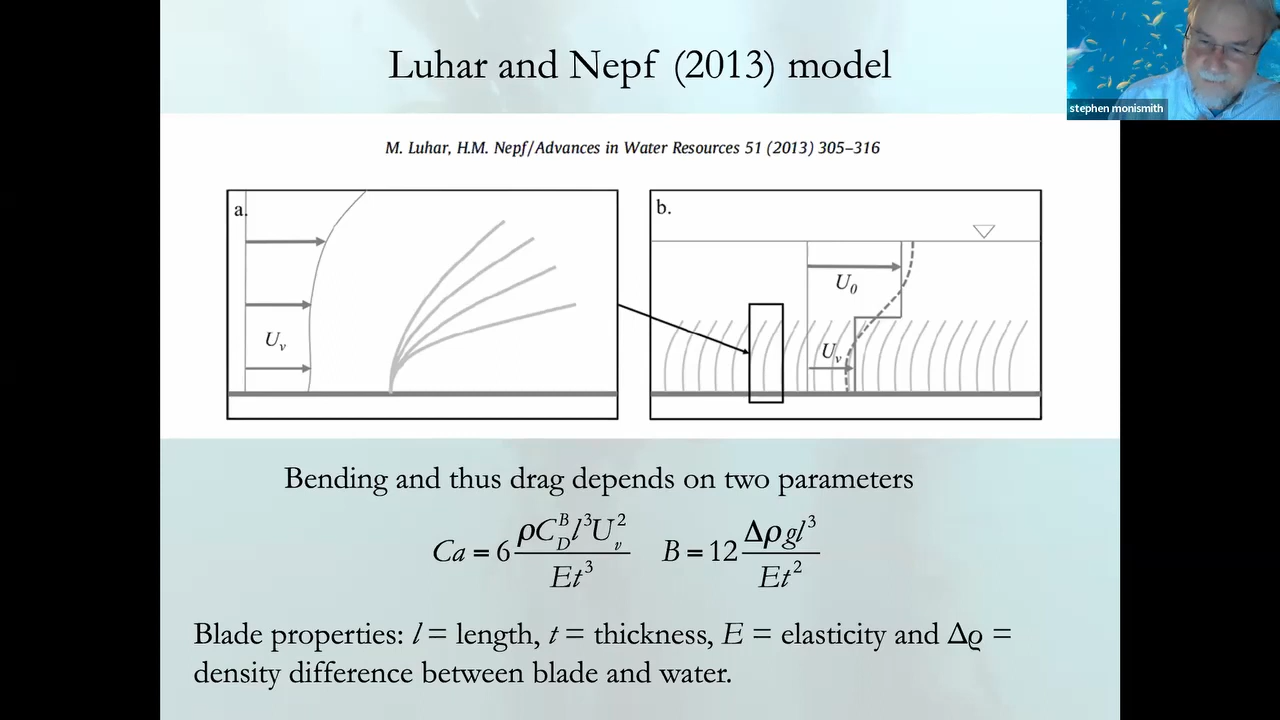 Luhar and Nepf (2013) model
stephen monismith
M. Luhar, H.M. Nepf/Advances in Water Resources 51 (2013) 305–316
a.
U_v
b.
U_0
U_v
Bending and thus drag depends on two parameters
Ca = 6 ρC_D^B l^3 U_v^2 / Et^3    B = 12 Δρgl^3 / Et^2
Blade properties: l = length, t = thickness, E = elasticity and Δρ =
density difference between blade and water.